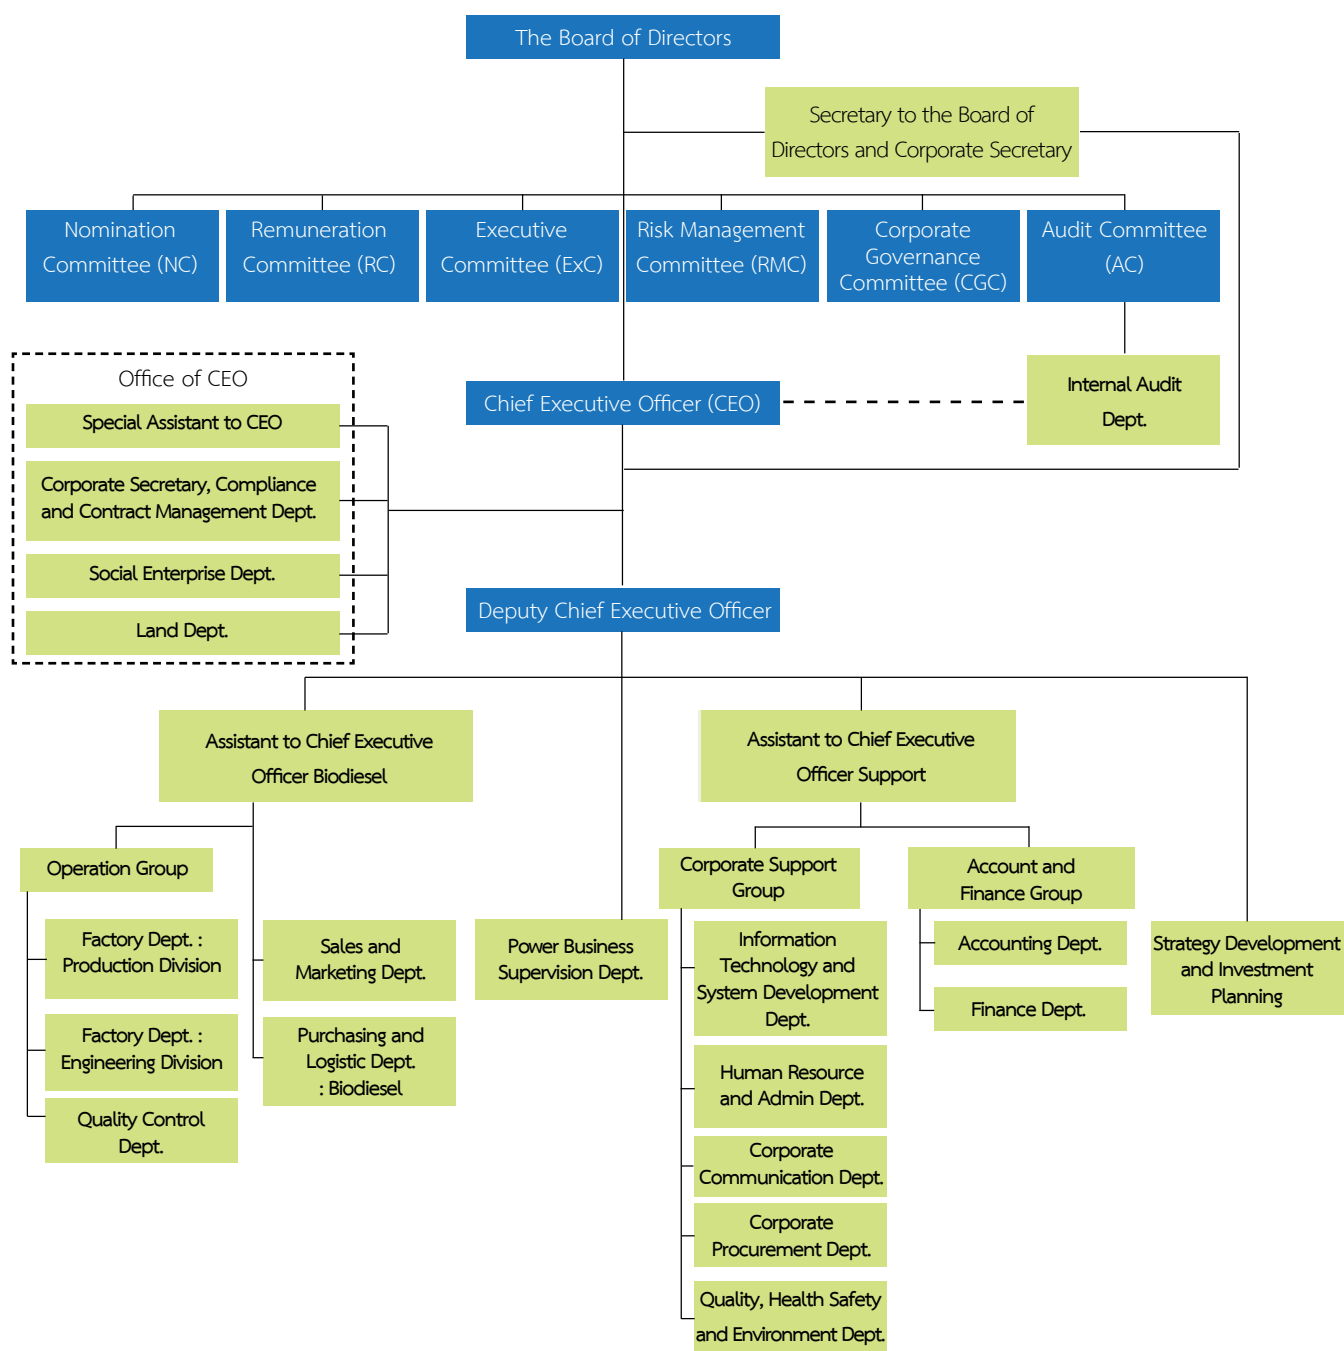 The Board of Directors
Secretary to the Board of
Directors and Corporate Secretary
Nomination
Committee (NC)
Remuneration
Committee (RC)
Executive
Committee (ExC)
Risk Management
Committee (RMC)
Corporate
Governance
Committee (CGC)
Audit Committee
(AC)
Office of CEO
Special Assistant to CEO
Corporate Secretary, Compliance
and Contract Management Dept.
Social Enterprise Dept.
Land Dept.
Chief Executive Officer (CEO)
Internal Audit
Dept.
Deputy Chief Executive Officer
Assistant to Chief Executive
Officer Biodiesel
Assistant to Chief Executive
Officer Support
Operation Group
Factory Dept. :
Production Division
Factory Dept. :
Engineering Division
Quality Control
Dept.
Sales and
Marketing Dept.
Purchasing and
Logistic Dept.
: Biodiesel
Power Business
Supervision Dept.
Corporate Support
Group
Information
Technology and
System Development
Dept.
Human Resource
and Admin Dept.
Corporate
Communication Dept.
Corporate
Procurement Dept.
Quality, Health Safety
and Environment Dept.
Account and
Finance Group
Accounting Dept.
Finance Dept.
Strategy Development
and Investment
Planning